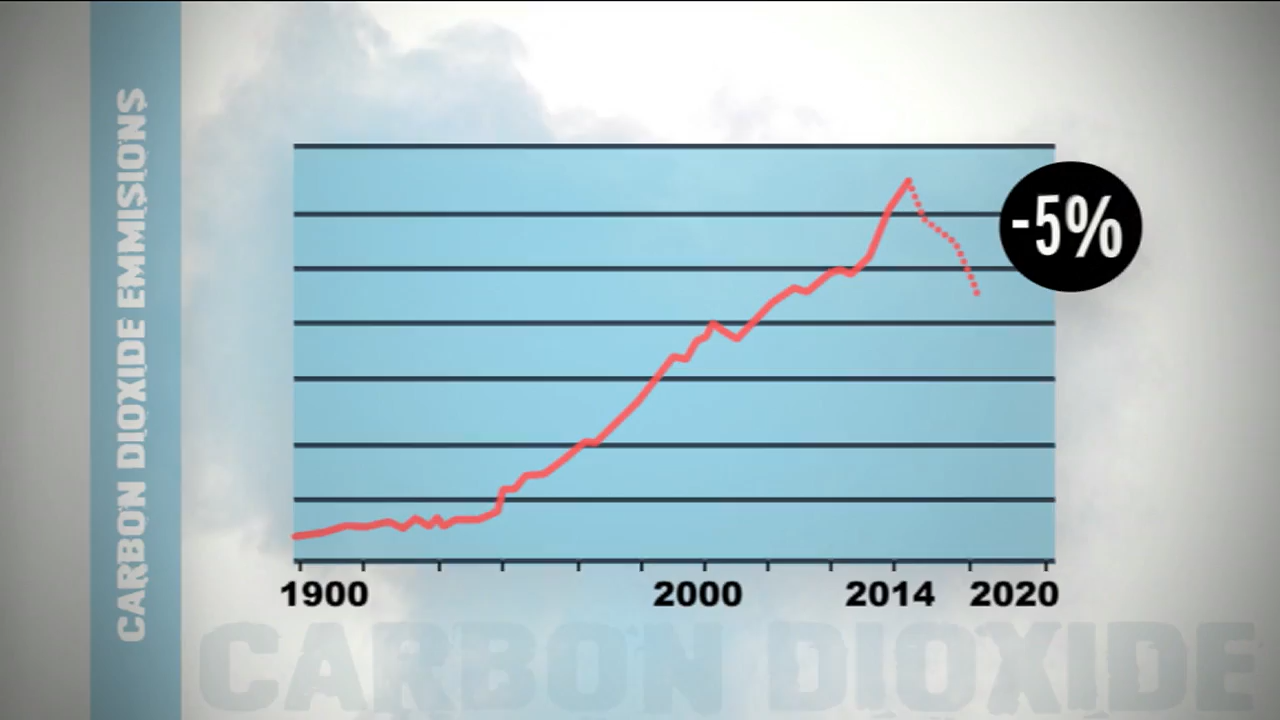 CARBON DIOXIDE EMMISIONS
-5%
1900 2000 2014 2020
CARBON DIOXIDE